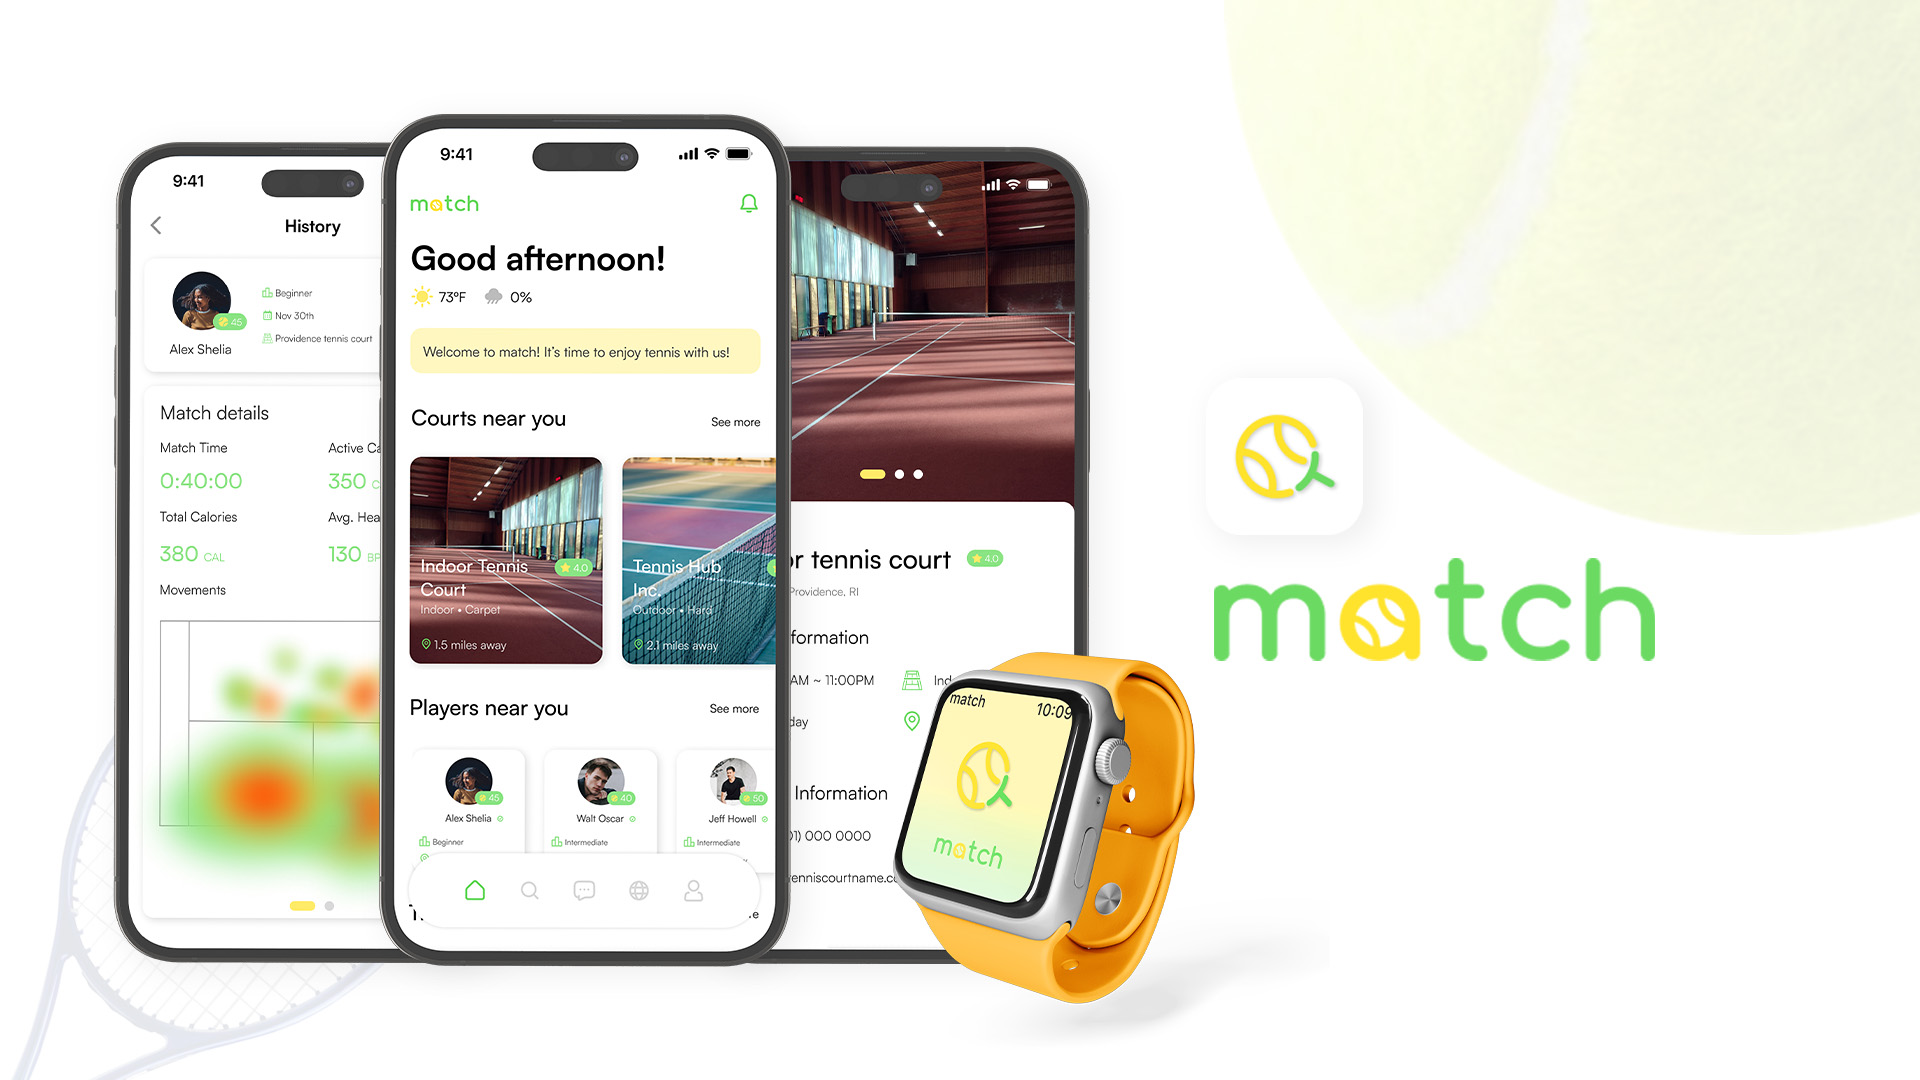 9:41
History
45
Alex Shelia
Beginner
Nov 30th
Providence tennis court
Match details
Match Time
0:40:00
Total Calories
380 CAL
Active Ca
350
Avg. Hea
130
Movements
9:41
match
Good afternoon!
73°F
0%
Welcome to match! It's time to enjoy tennis with us!
Courts near you
See more
Indoor Tennis
Court
4.0
Indoor • Carpet
1.5 miles away
Tennis Hub
Inc.
Outdoor • Hard
2.1 miles away
Players near you
See more
45
Alex Shelia
Beginner
40
Walt Oscar
Intermediate
50
Jeff Howell
Intermediate
r tennis court
4.0
Providence, RI
formation
AM ~ 11:00PM
Ind
day
Information
01) 000 0000
tenniscourtname.co
match
10:09
match
match